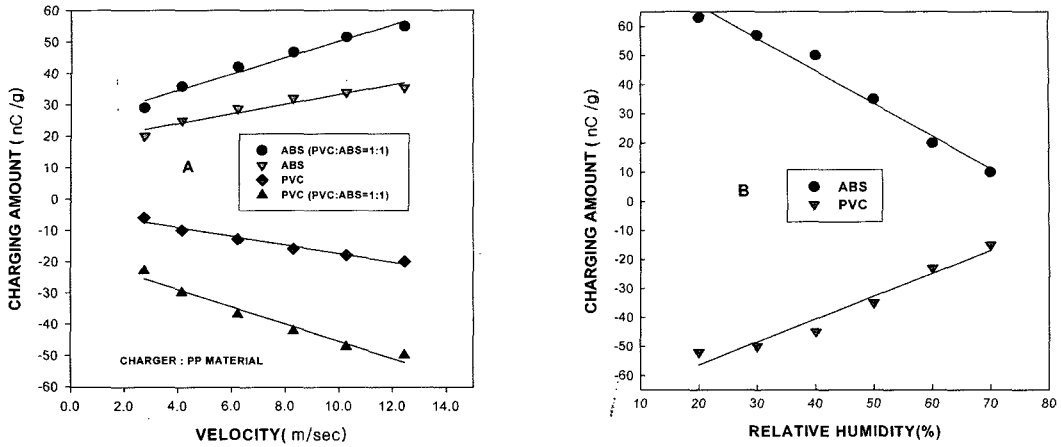 60
50
40
30
20
10
0
-10
-20
-30
-40
-50
-60
CHARGING AMOUNT ( nC /g)
A
ABS (PVC:ABS=1:1)
ABS
PVC
PVC (PVC:ABS=1:1)
CHARGER : PP MATERIAL
0.0 2.0 4.0 6.0 8.0 10.0 12.0 14.0
VELOCITY( m/sec)
60
50
40
30
20
10
0
-10
-20
-30
-40
-50
-60
CHARGING AMOUNT ( nC /g)
B
ABS
PVC
10 20 30 40 50 60 70 80
RELATIVE HUMIDITY(%)